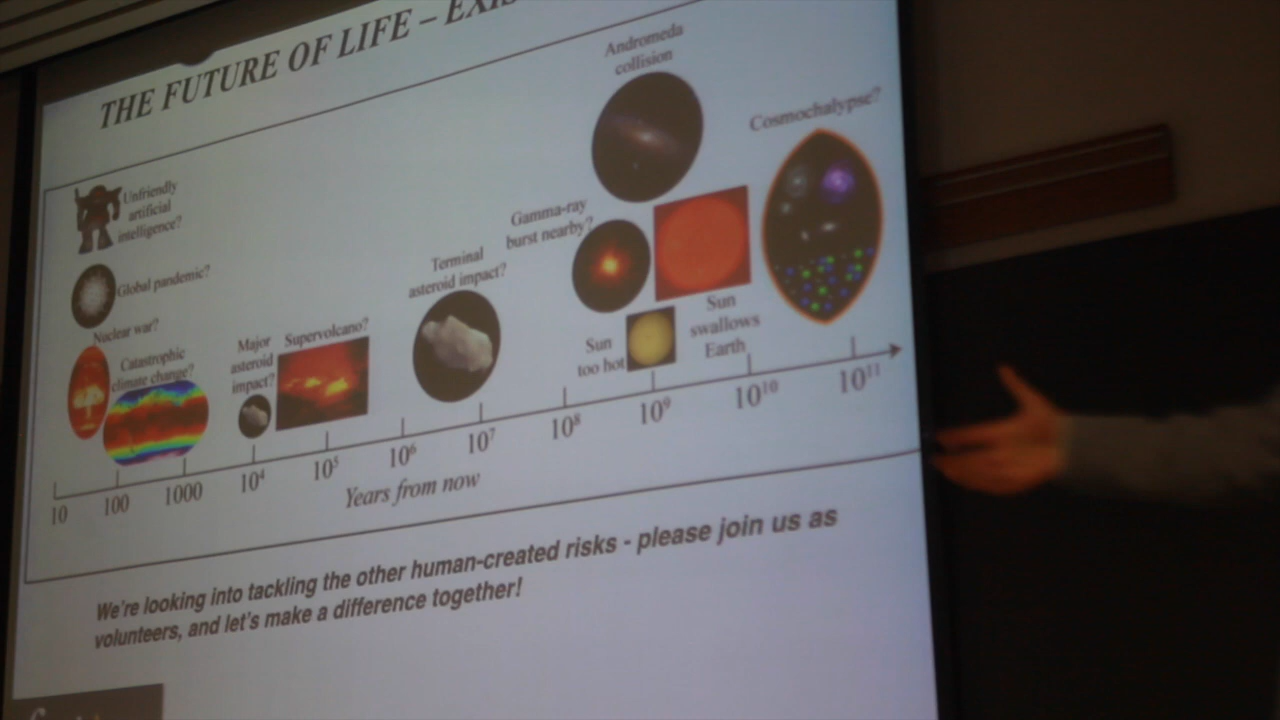 THE FUTURE OF LIFE –
Andromeda
collision
Cosmochalypse?
Unfriendly
artificial
intelligence?
Gamma-ray
burst nearby?
Global pandemic?
Terminal
asteroid impact?
Nuclear war?
Catastrophic
climate change?
Major
asteroid
impact?
Supervolcano?
Sun
too hot
Sun
swallows
Earth
10 100 1000 10⁴ 10⁵ 10⁶ 10⁷ 10⁸ 10⁹ 10¹⁰ 10¹¹
Years from now
We're looking into tackling the other human-created risks - please join us as
volunteers, and let's make a difference together!